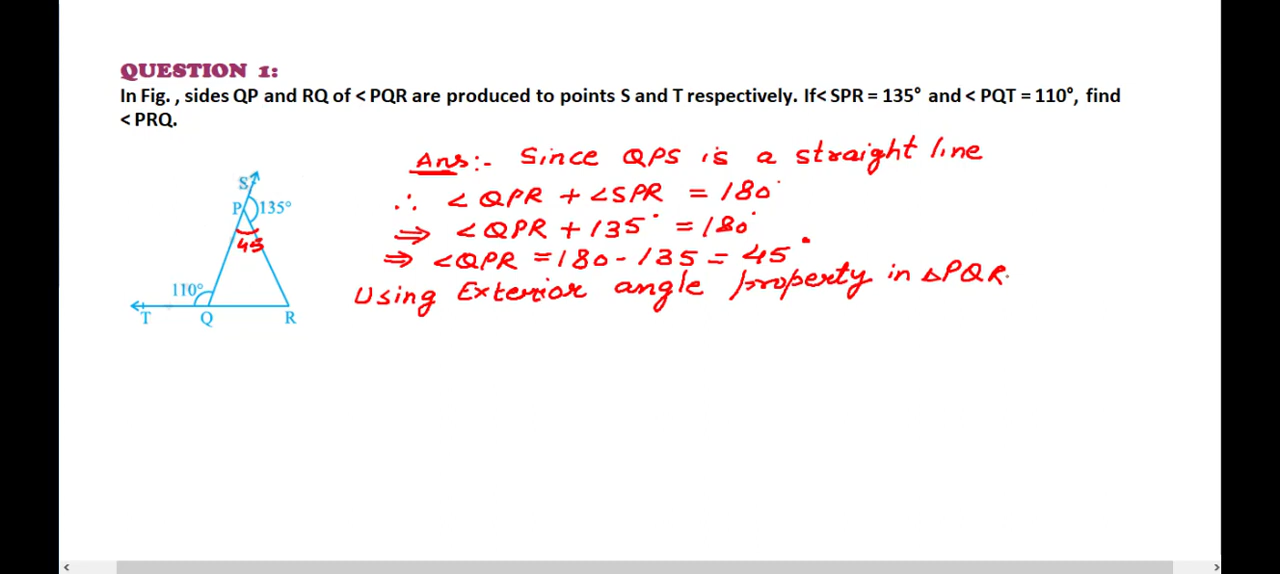 QUESTION 1:
In Fig. , sides QP and RQ of < PQR are produced to points S and T respectively. If< SPR = 135° and < PQT = 110°, find
< PRQ.
Ans:- Since QPS is a straight line
∴ ∠QPR + ∠SPR = 180°
⇒ ∠QPR + 135° = 180°
⇒ ∠QPR = 180 - 135 = 45°
Using Exterior angle property in △PQR.
S
P 135°
45
110°
T Q R